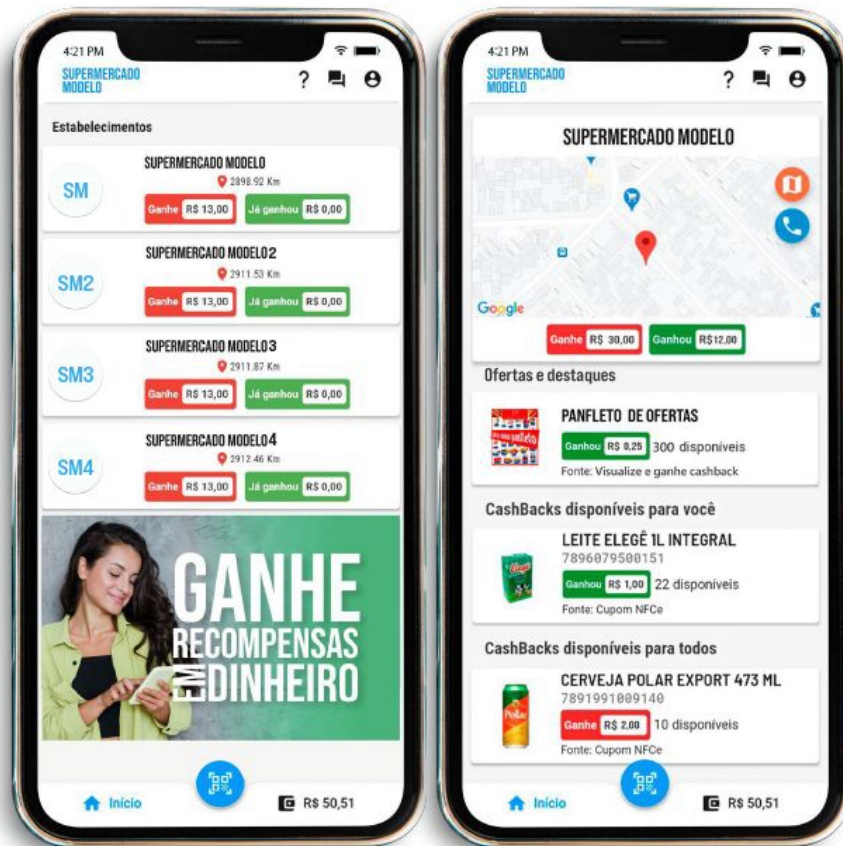 4:21 PM
SUPERMERCADO
MODELO
?
Estabelecimentos
SM
SUPERMERCADO MODELO
2898.92 Km
Ganhe R$ 13,00 Já ganhou R$ 0,00
SM2
SUPERMERCADO MODELO2
2911.53 Km
Ganhe R$ 13,00 Já ganhou R$ 0,00
SM3
SUPERMERCADO MODELO3
2911.87 Km
Ganhe R$ 13,00 Já ganhou R$ 0,00
SM4
SUPERMERCADO MODELO4
2912.46 Km
Ganhe R$ 13,00 Já ganhou R$ 0,00
GANHE
RECOMPENSAS
EM DINHEIRO
Início R$ 50,51
4:21 PM
SUPERMERCADO
MODELO
?
SUPERMERCADO MODELO
Google
Ganhe R$ 30,00 Ganhou R$12,00
Ofertas e destaques
PANFLETO DE OFERTAS
Ganhou R$ 0,25 300 disponíveis
Fonte: Visualize e ganhe cashback
CashBacks disponíveis para você
LEITE ELEGÊ 1L INTEGRAL
7896079500151
Ganhou R$ 1,00 22 disponíveis
Fonte: Cupom NFCe
CashBacks disponíveis para todos
CERVEJA POLAR EXPORT 473 ML
7891991009140
Polar
Ganhe R$ 2,00 10 disponíveis
Fonte: Cupom NFCe
Início R$ 50,51